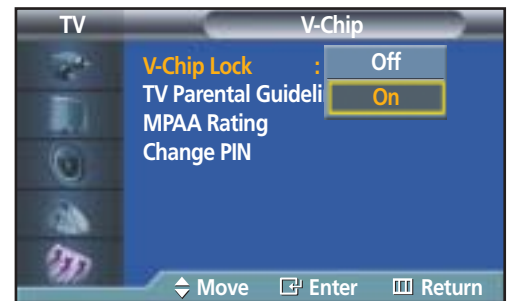 TV V-Chip
V-Chip Lock : Off
TV Parental Guideli On
MPAA Rating
Change PIN
Move Enter Return